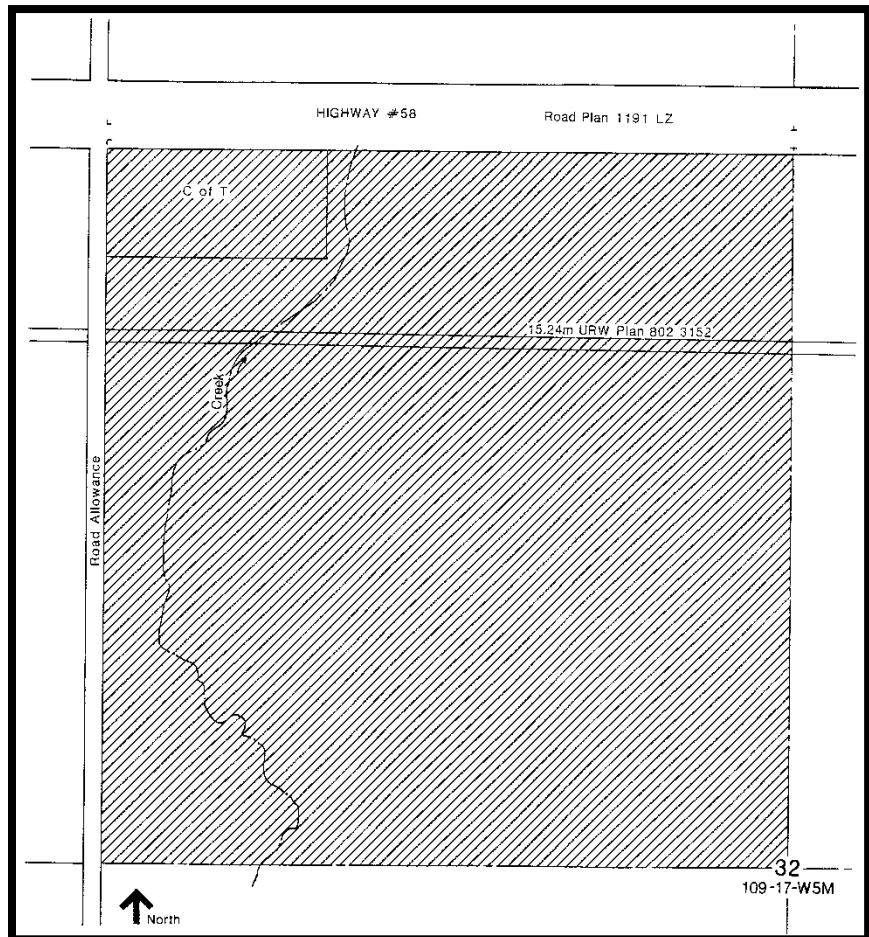 HIGHWAY #58
Road Plan 1191 LZ
C of T
15.24m URW Plan 802 3152
Creek
Road Allowance
32
109-17-W5M
North